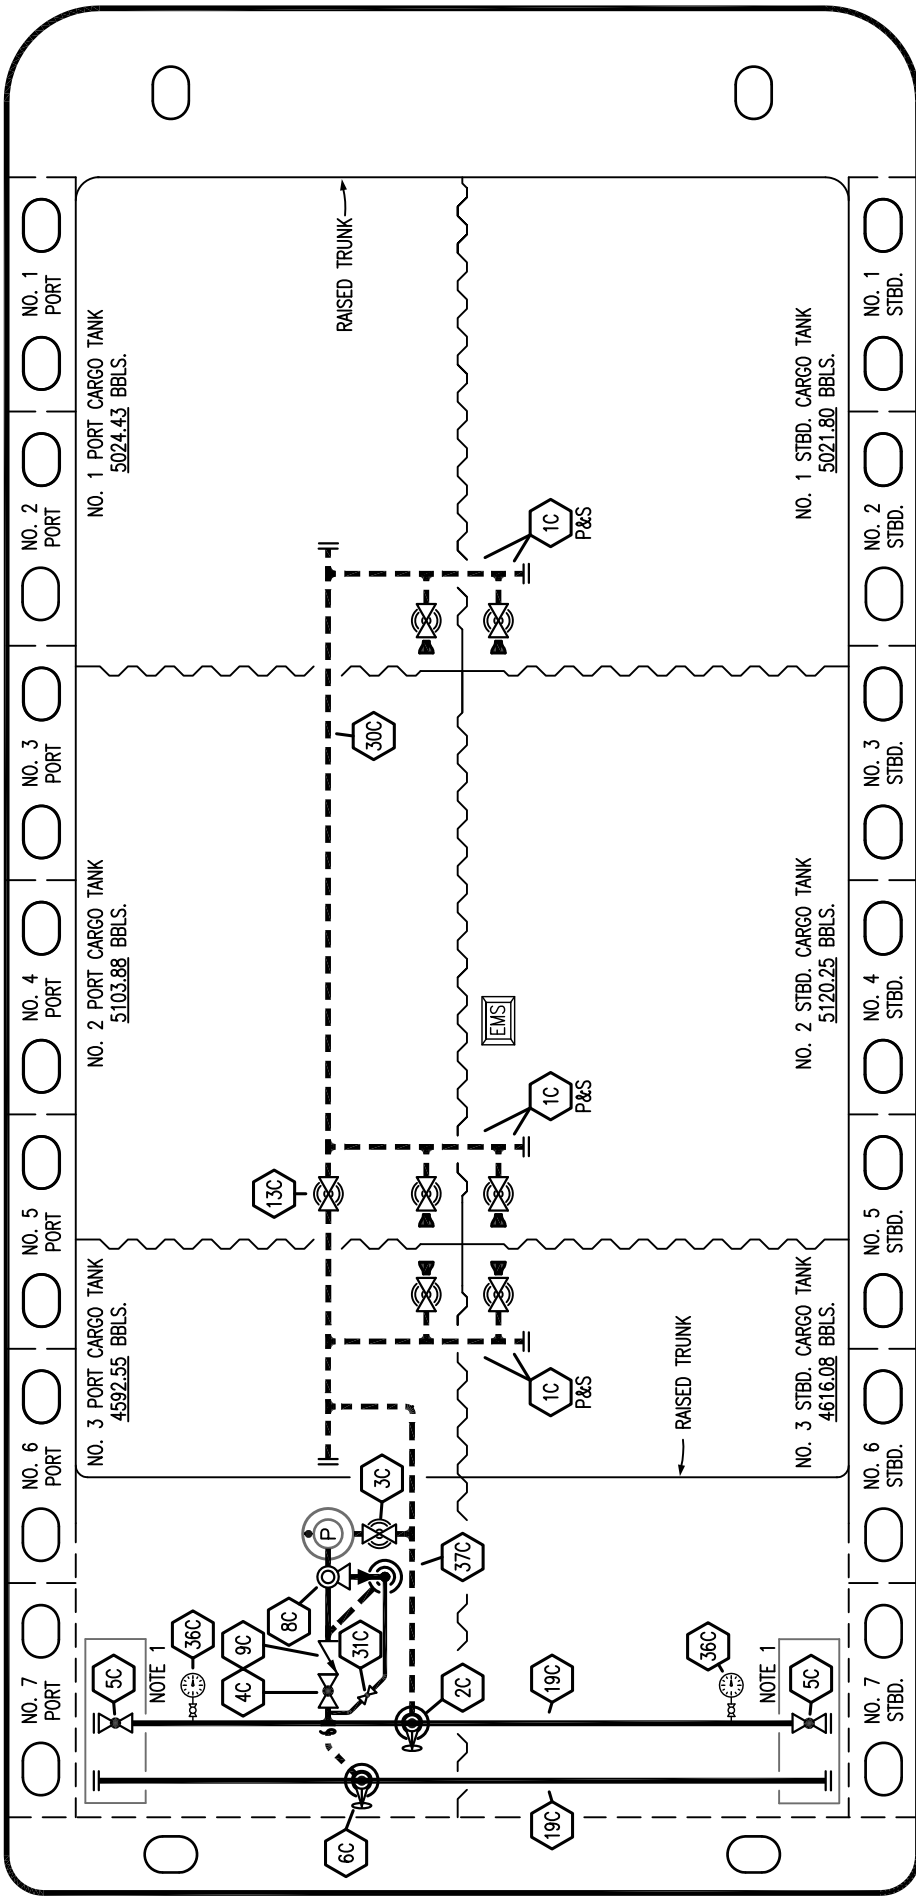 NO. 1
PORT
NO. 2
PORT
NO. 3
PORT
NO. 4
PORT
NO. 5
PORT
NO. 6
PORT
NO. 7
PORT
NO. 1 PORT CARGO TANK
5024.43 BBLS.
NO. 2 PORT CARGO TANK
5103.88 BBLS.
NO. 3 PORT CARGO TANK
4592.55 BBLS.
RAISED TRUNK
30C
13C
1C
P&S
1C
P&S
1C
P&S
EMS
P
3C
8C
9C
4C
31C
37C
2C
6C
36C
5C
NOTE 1
19C
19C
36C
5C
NOTE 1
RAISED TRUNK
NO. 1 STBD. CARGO TANK
5021.80 BBLS.
NO. 2 STBD. CARGO TANK
5120.25 BBLS.
NO. 3 STBD. CARGO TANK
4616.08 BBLS.
NO. 1
STBD.
NO. 2
STBD.
NO. 3
STBD.
NO. 4
STBD.
NO. 5
STBD.
NO. 6
STBD.
NO. 7
STBD.